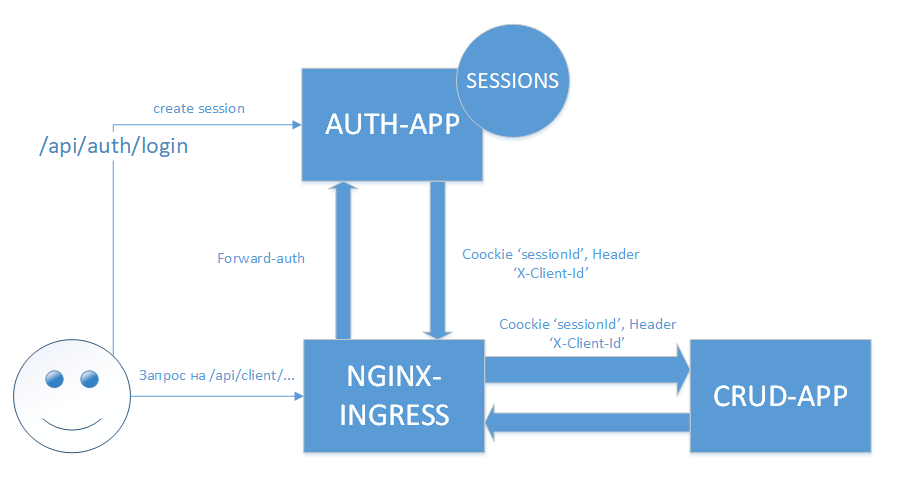 SESSIONS
create session
AUTH-APP
/api/auth/login
Forward-auth
Coockie ‘sessionId’, Header
‘X-Client-Id’
Coockie ‘sessionId’, Header
‘X-Client-Id’
Запрос на /api/client/...
NGINX-
INGRESS
CRUD-APP